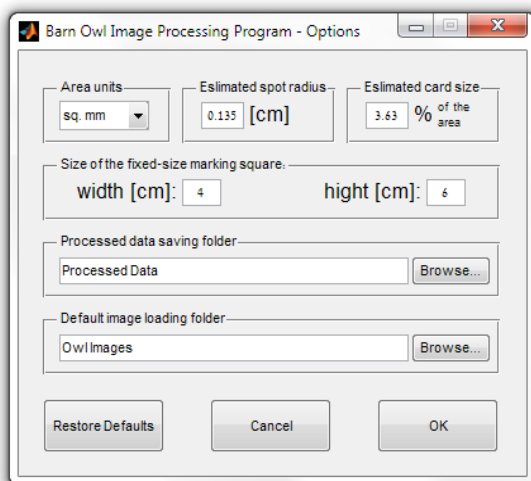 Barn Owl Image Processing Program - Options
Area units
Eslimated spot radius
Eslimated card size
sq. mm
0.135 [cm]
3.63 % of the
area
Size of the fixed-size marking square:
width [cm]: 4
hight [cm]: 6
Processed data saving folder
Processed Data
Browse...
Default image loading folder
Owl Images
Browse...
Restore Defaults
Cancel
OK